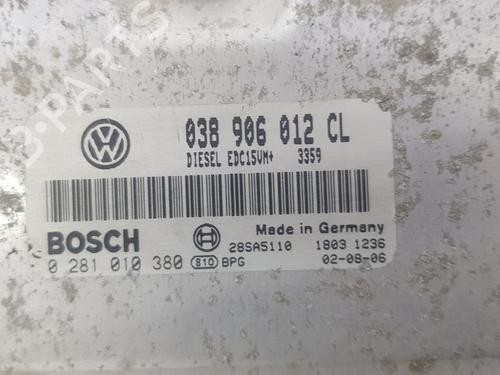 B-PARTS
038 906 012 CL
DIESEL EDC15VM+ 3359
BOSCH
Made in Germany
28SA5110 1803 1236
0 281 010 380 810 BPG 02-08-06